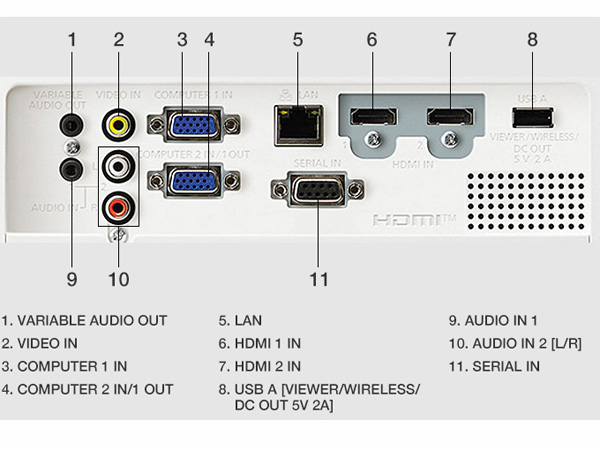 1 2 3 4 5 6 7 8
VARIABLE AUDIO OUT
VIDEO IN
COMPUTER 1 IN
LAN
USB A
VIEWER/WIRELESS/
DC OUT
5V 2A
COMPUTER 2 IN/1 OUT
SERIAL IN
1 2
HDMI IN
L
2
AUDIO IN
R
HDMI™
9 10 11
1. VARIABLE AUDIO OUT
2. VIDEO IN
3. COMPUTER 1 IN
4. COMPUTER 2 IN/1 OUT
5. LAN
6. HDMI 1 IN
7. HDMI 2 IN
8. USB A [VIEWER/WIRELESS/
DC OUT 5V 2A]
9. AUDIO IN 1
10. AUDIO IN 2 [L/R]
11. SERIAL IN